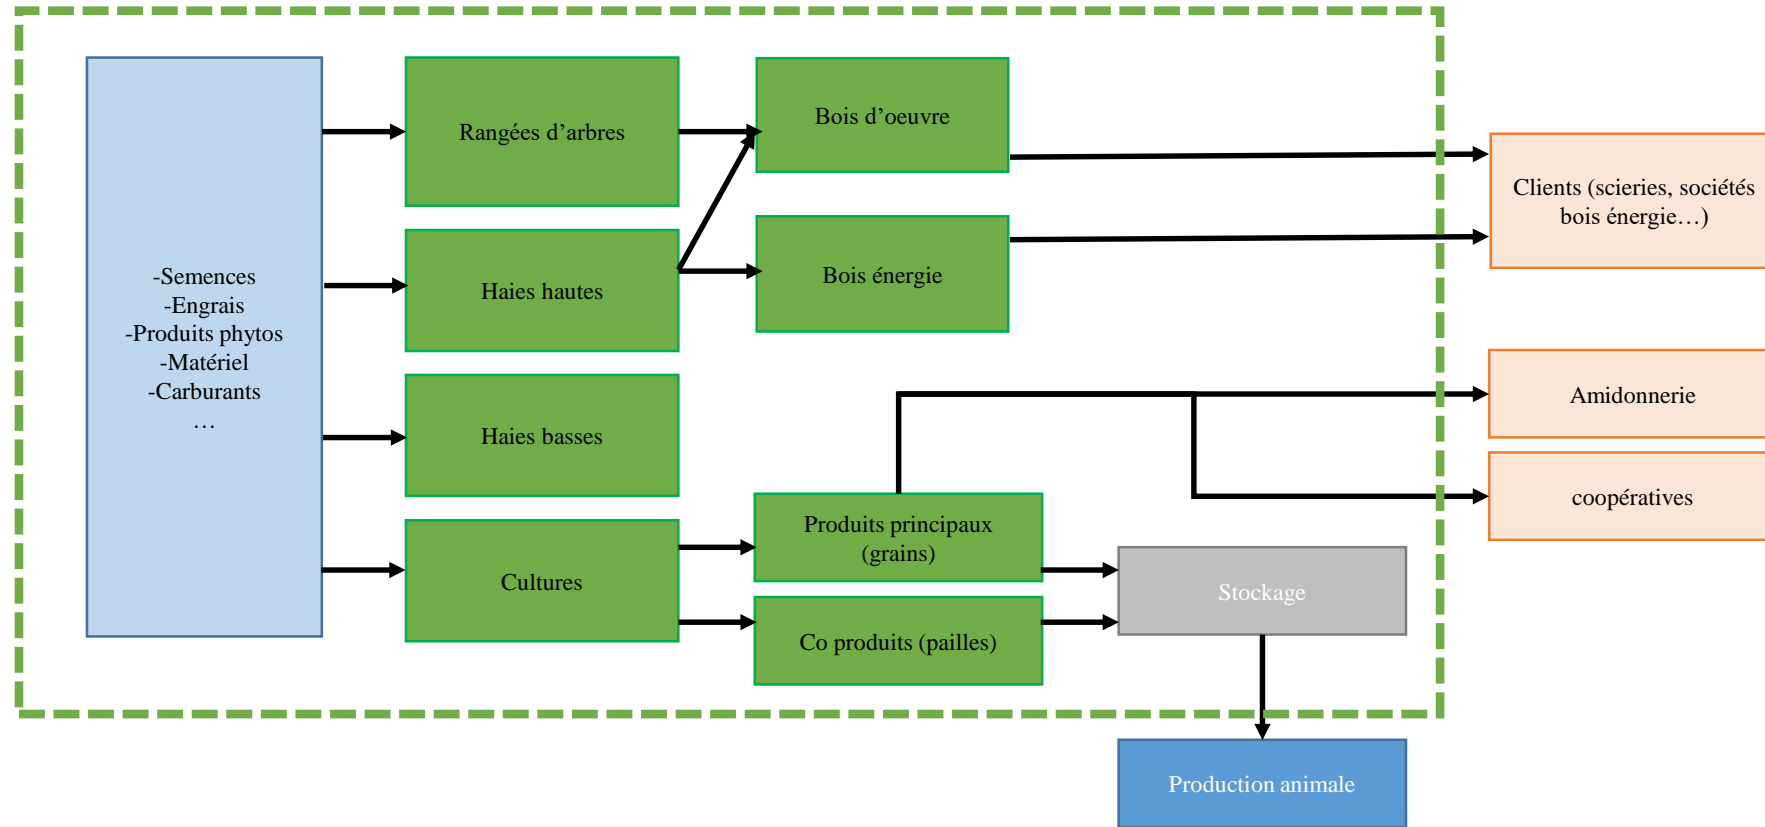 -Semences
-Engrais
-Produits phytos
-Matériel
-Carburants
…
Rangées d’arbres
Haies hautes
Haies basses
Cultures
Bois d’oeuvre
Bois énergie
Produits principaux
(grains)
Co produits (pailles)
Stockage
Production animale
Clients (scieries, sociétés
bois énergie…)
Amidonnerie
coopératives